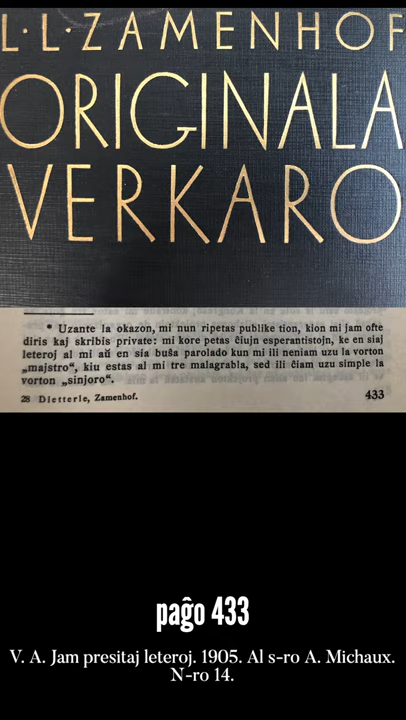 L·L·ZAMENHOF
ORIGINALA
VERKARO
* Uzante la okazon, mi nun ripetas publike tion, kion mi jam ofte
diris kaj skribis private: mi kore petas ĉiujn esperantistojn, ke en siaj
leteroj al mi aŭ en sia buŝa parolado kun mi ili neniam uzu la vorton
„majstro“, kiu estas al mi tre malagrabla, sed ili ĉiam uzu simple la
vorton „sinjoro“.
28 Dietterle, Zamenhof.
433
paĝo 433
V. A. Jam presitaj leteroj. 1905. Al s-ro A. Michaux.
N-ro 14.